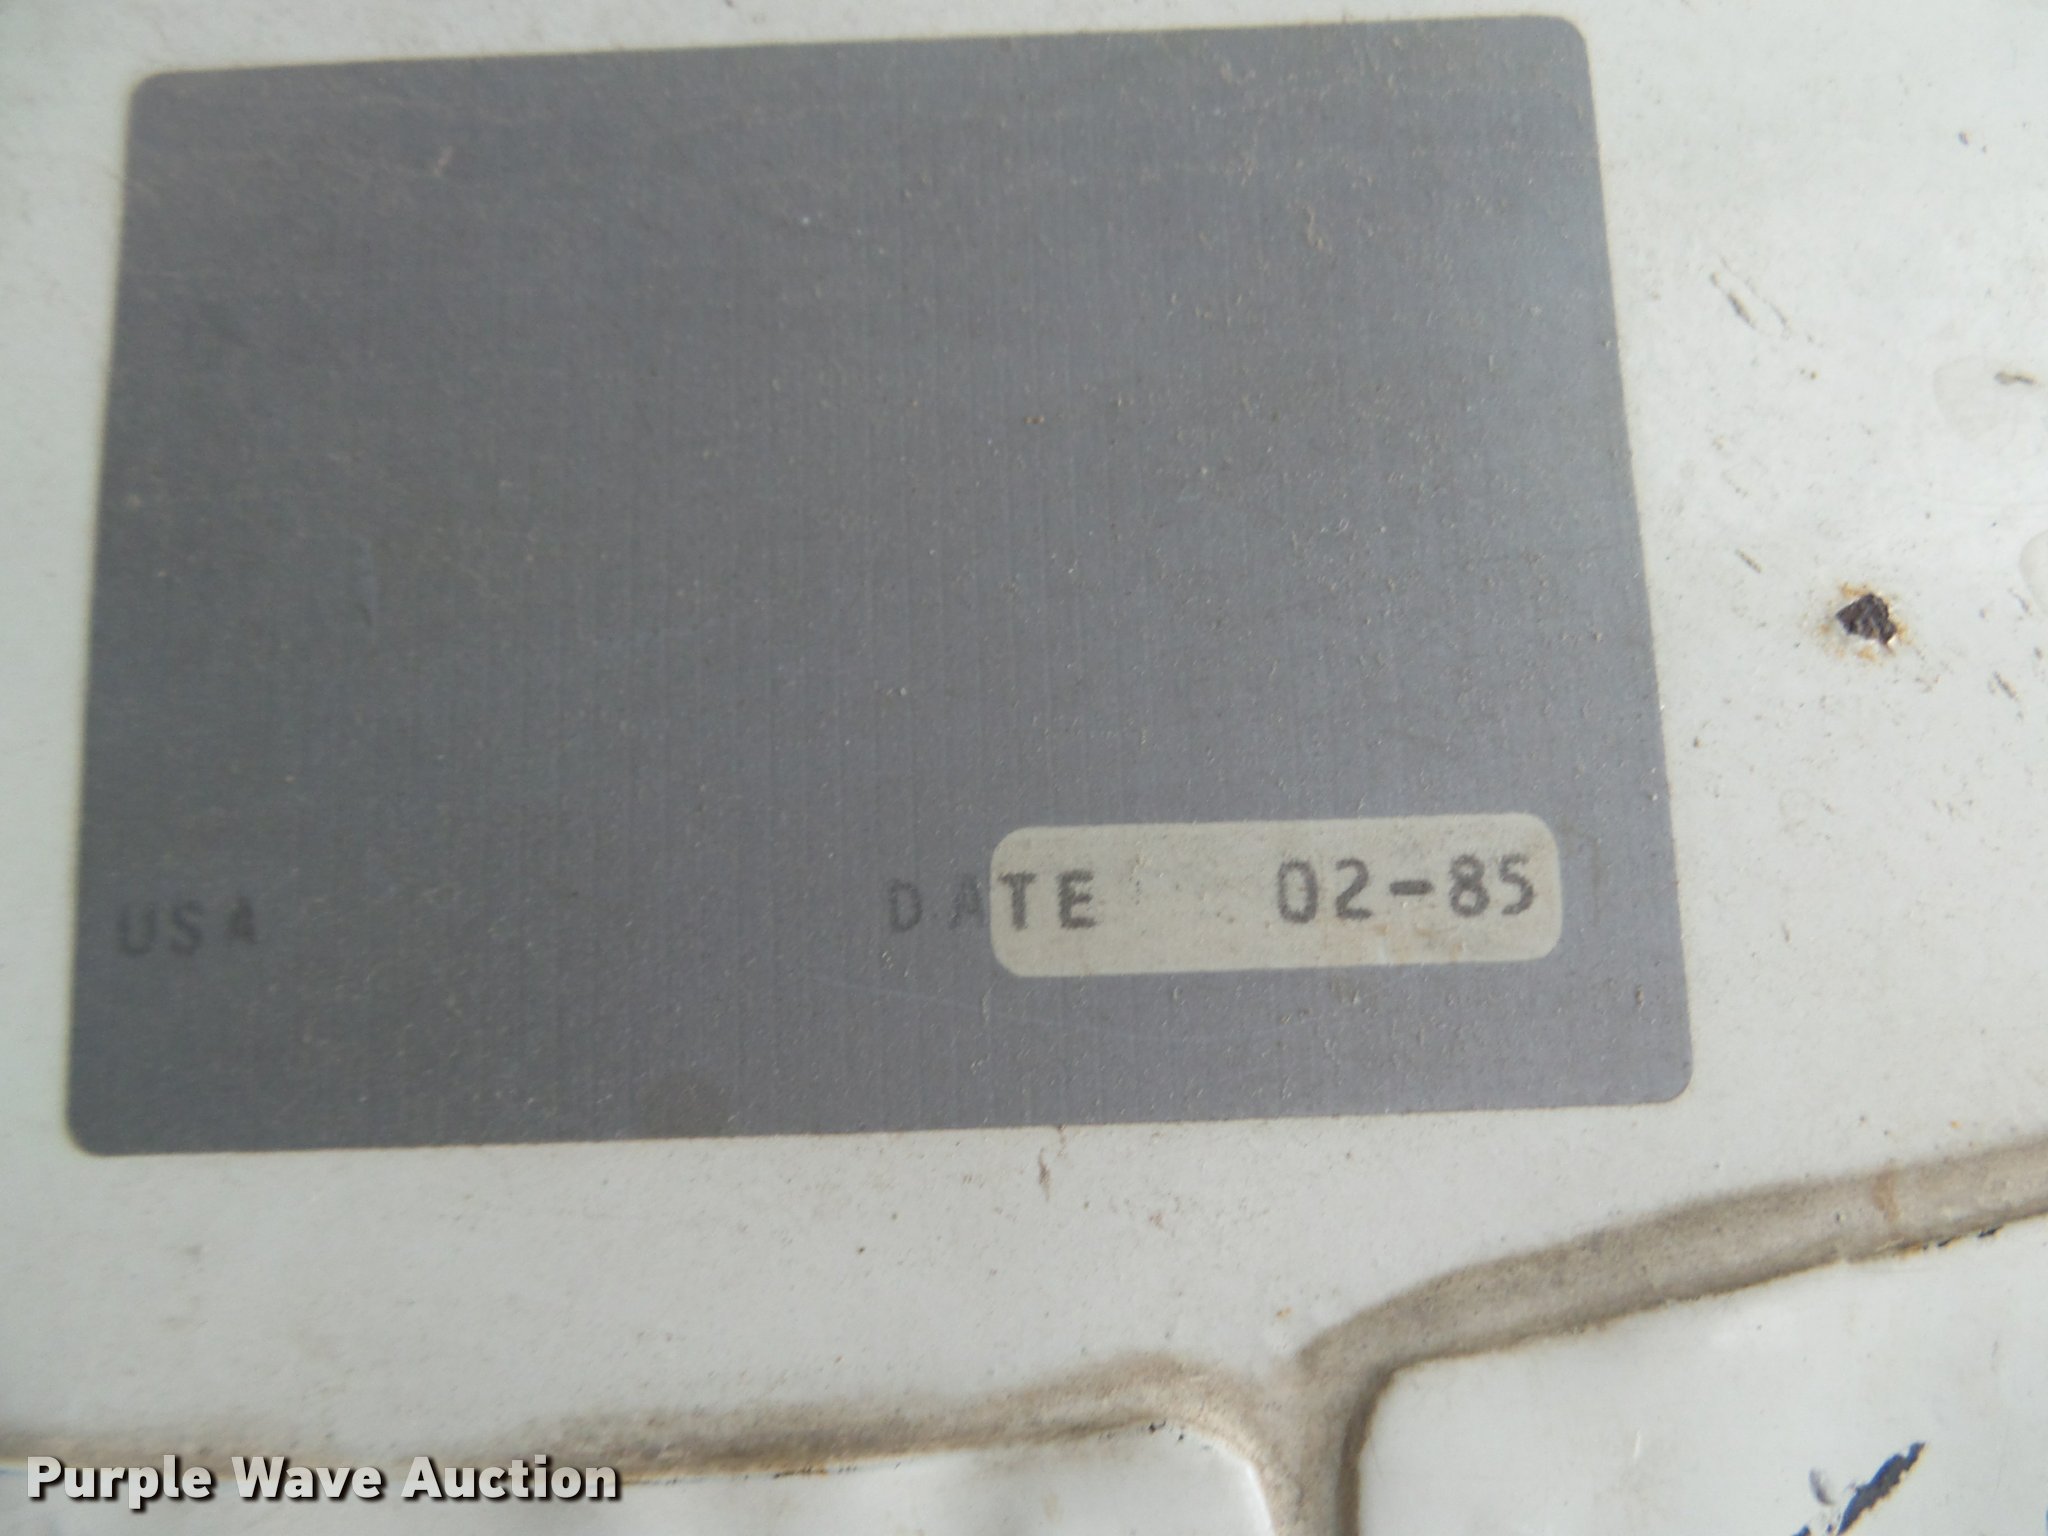 USA DATE 02-85
Purple Wave Auction